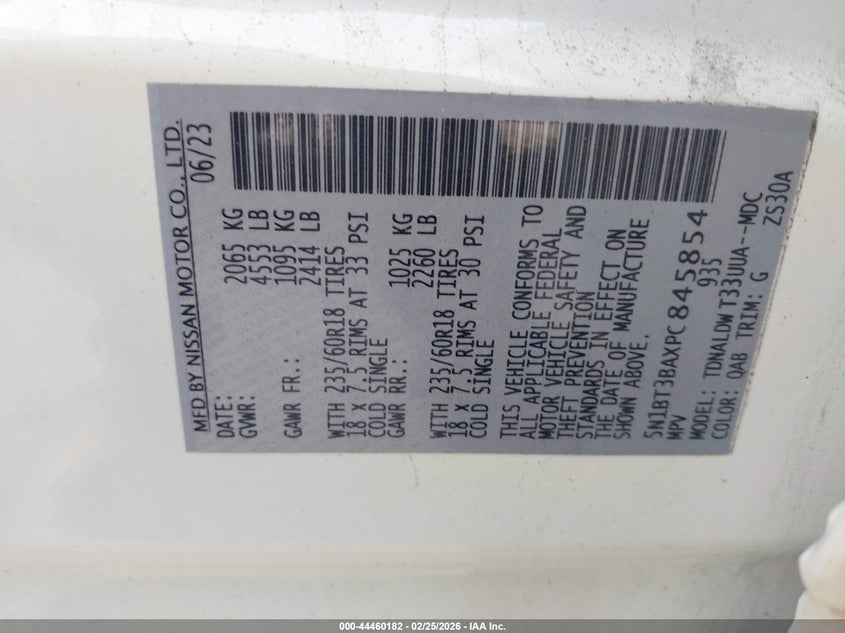 MFD BY NISSAN MOTOR CO., LTD.
DATE: 06/23
GVWR: 2065 KG
4553 LB
GAWR FR.: 1095 KG
2414 LB
WITH 235/60R18 TIRES
18 X 7.5 RIMS AT 33 PSI
COLD SINGLE
GAWR RR.: 1025 KG
2260 LB
WITH 235/60R18 TIRES
18 X 7.5 RIMS AT 30 PSI
COLD SINGLE
THIS VEHICLE CONFORMS TO
ALL APPLICABLE FEDERAL
MOTOR VEHICLE SAFETY AND
THEFT PREVENTION
STANDARDS IN EFFECT ON
THE DATE OF MANUFACTURE
SHOWN ABOVE.
5N1BT3BAXPC845854
MPV 935
MODEL: TDNALDWT33UUA--MDC
COLOR: QAB TRIM: G ZS30A
000-44460182 / 02/25/2026 - IAA Inc.